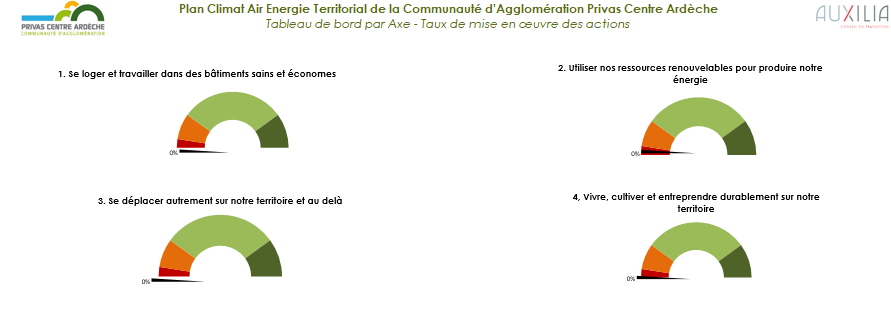 Plan Climat Air Energie Territorial de la Communauté d'Agglomération Privas Centre Ardèche
Tableau de bord par Axe - Taux de mise en œuvre des actions
PRIVAS CENTRE ARDÈCHE
COMMUNAUTÉ D'AGGLOMÉRATION
AUXILIA
CONSEIL EN TRANSITION
1. Se loger et travailler dans des bâtiments sains et économes
0%
2. Utiliser nos ressources renouvelables pour produire notre
énergie
0%
3. Se déplacer autrement sur notre territoire et au delà
0%
4, Vivre, cultiver et entreprendre durablement sur notre
territoire
0%